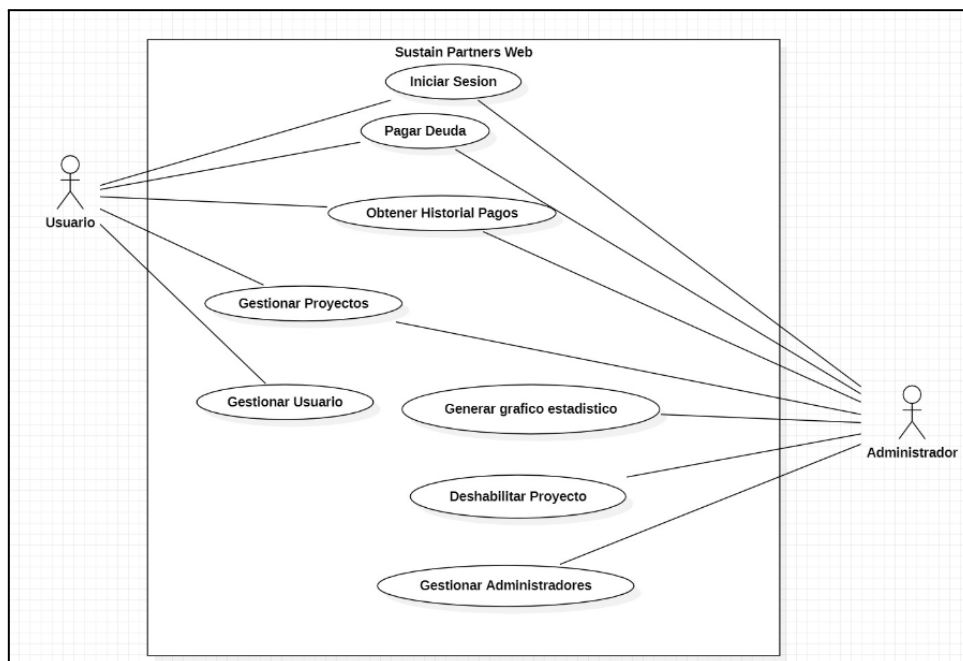 Sustain Partners Web
Iniciar Sesion
Pagar Deuda
Usuario
Obtener Historial Pagos
Gestionar Proyectos
Gestionar Usuario
Generar grafico estadistico
Administrador
Deshabilitar Proyecto
Gestionar Administradores